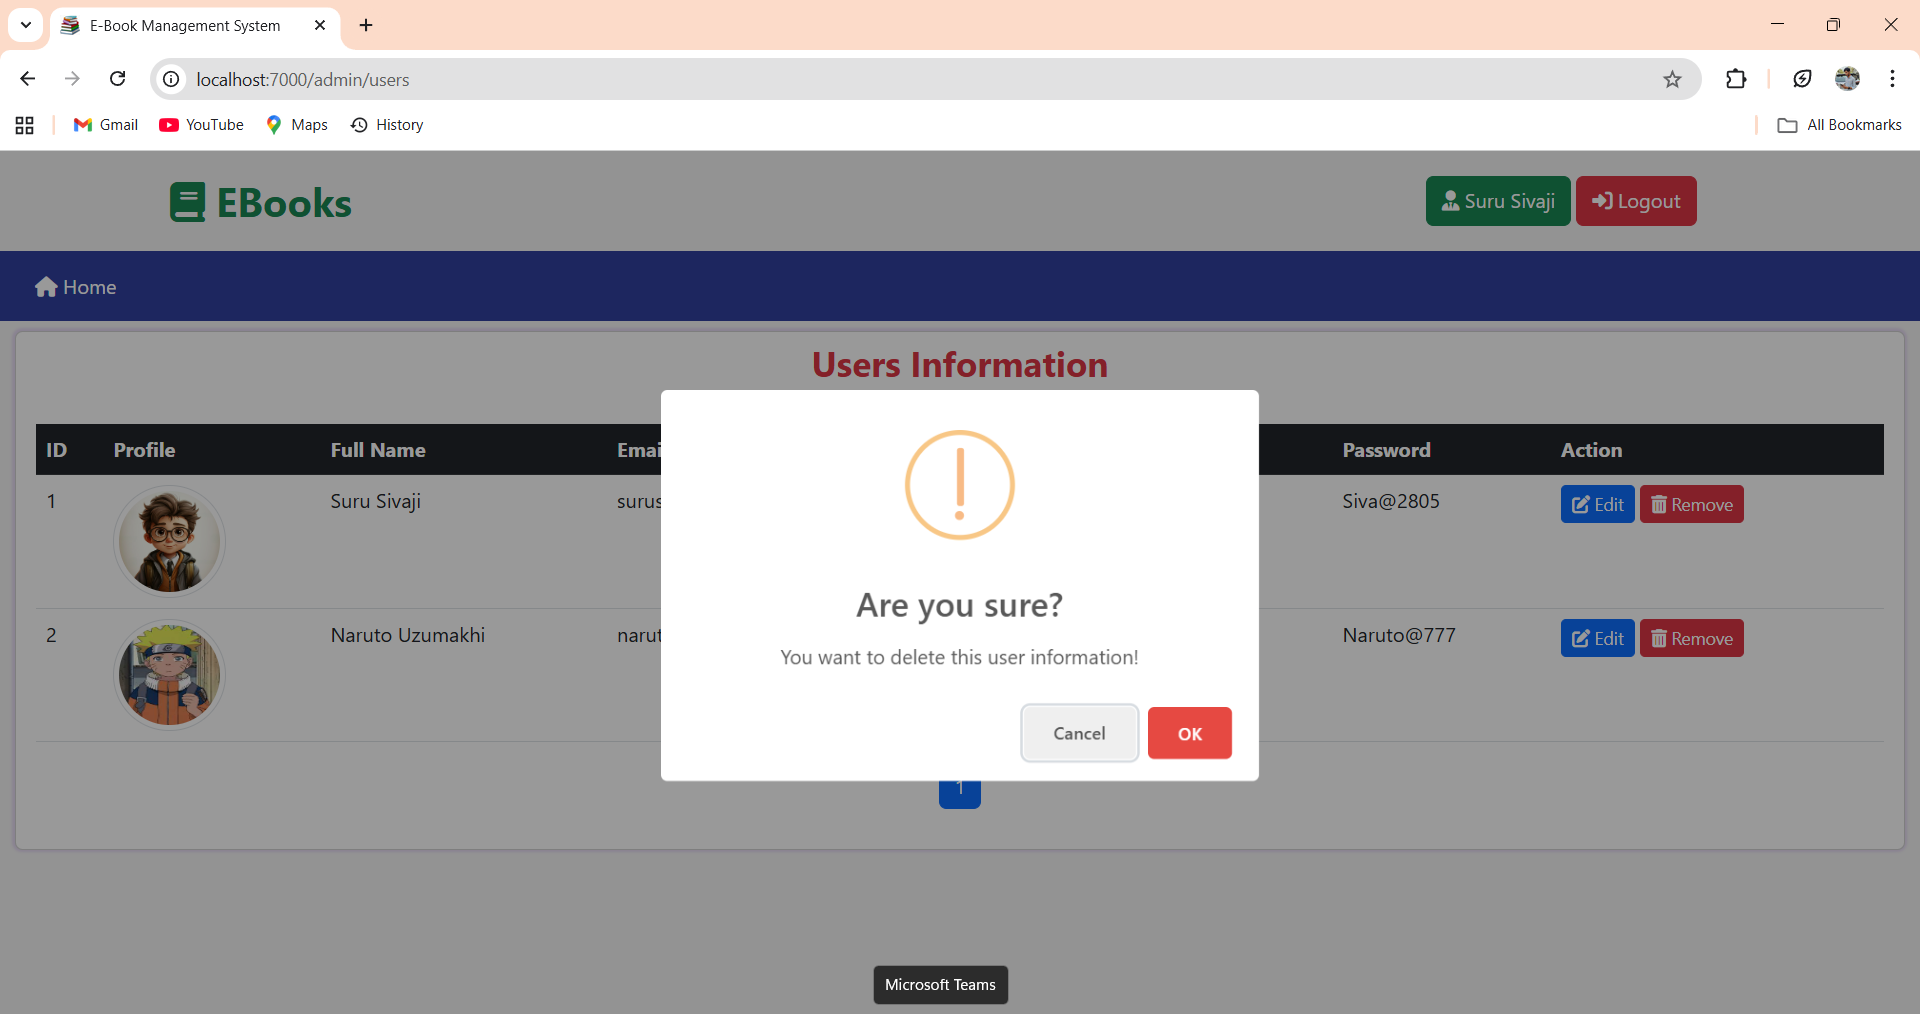 E-Book Management System
localhost:7000/admin/users
Gmail YouTube Maps History All Bookmarks
EBooks Suru Sivaji Logout
Home
Users Information
ID Profile Full Name Emai Password Action
1 Suru Sivaji surus Siva@2805 Edit Remove
2 Naruto Uzumakhi narut Naruto@777 Edit Remove
Are you sure?
You want to delete this user information!
Cancel OK
1
Microsoft Teams